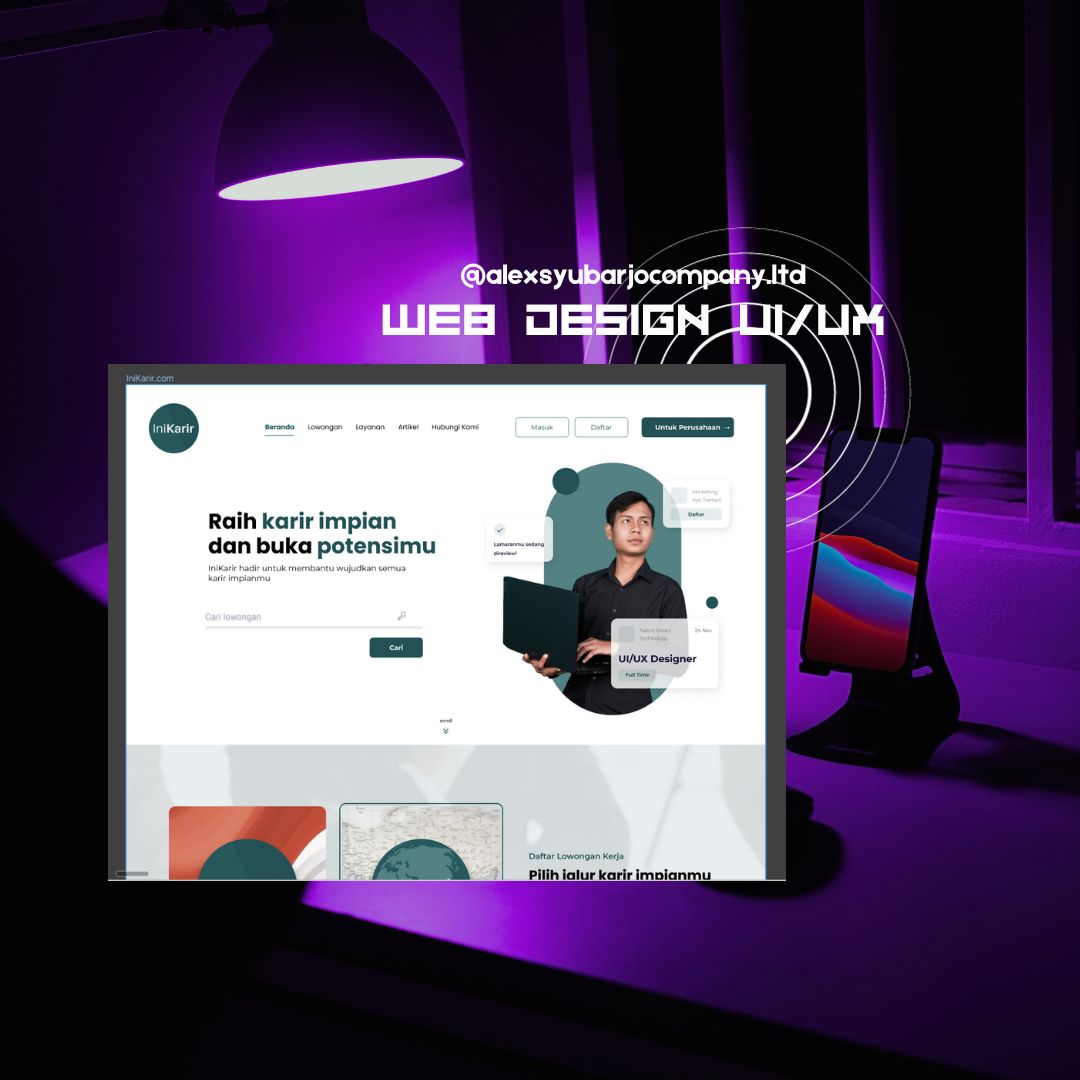 @alexsyubarjocompany.ltd
WEB DESIGN UI/UX
IniKarir.com
IniKarir
Beranda
Lowongan
Layanan
Artikel
Hubungi Kami
Masuk
Daftar
Untuk Perusahaan →
Raih karir impian
dan buka potensimu
IniKarir hadir untuk membantu wujudkan semua
karir impianmu
Cari lowongan
Cari
Marketing
Daftar
Lamaranmu sedang
direview!
Talent Smart
Technology
24 Nov
UI/UX Designer
Full Time
scroll
Daftar Lowongan Kerja
Pilih jalur karir impianmu